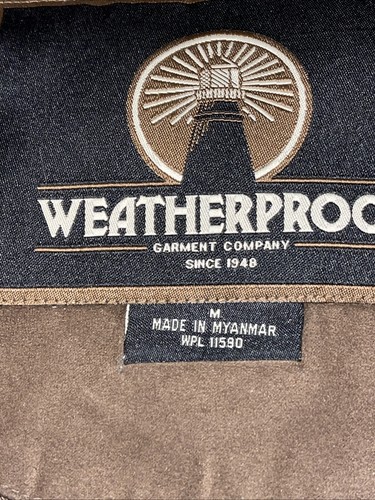 WEATHERPROO
GARMENT COMPANY
SINCE 1948
M
MADE IN MYANMAR
WPL 11590